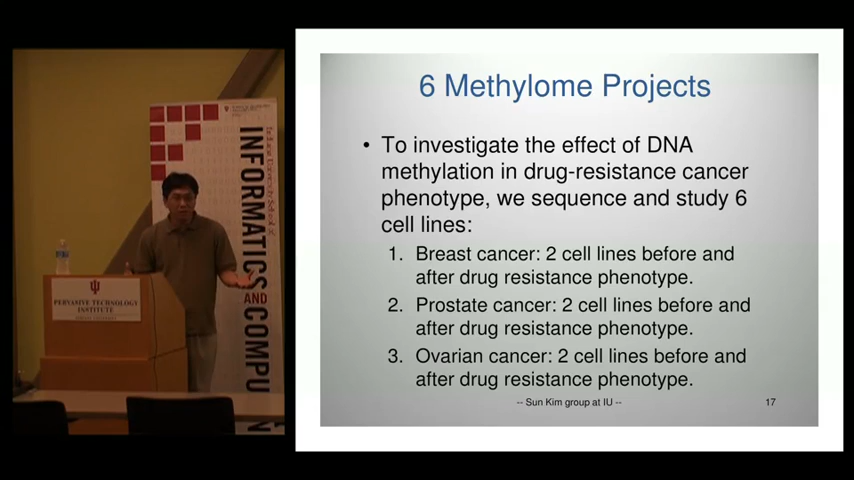 6 Methylome Projects
• To investigate the effect of DNA
methylation in drug-resistance cancer
phenotype, we sequence and study 6
cell lines:
1. Breast cancer: 2 cell lines before and
after drug resistance phenotype.
2. Prostate cancer: 2 cell lines before and
after drug resistance phenotype.
3. Ovarian cancer: 2 cell lines before and
after drug resistance phenotype.
-- Sun Kim group at IU --
17
INFORMATICS AND COMPU
PERVASIVE TECHNOLOGY
INSTITUTE